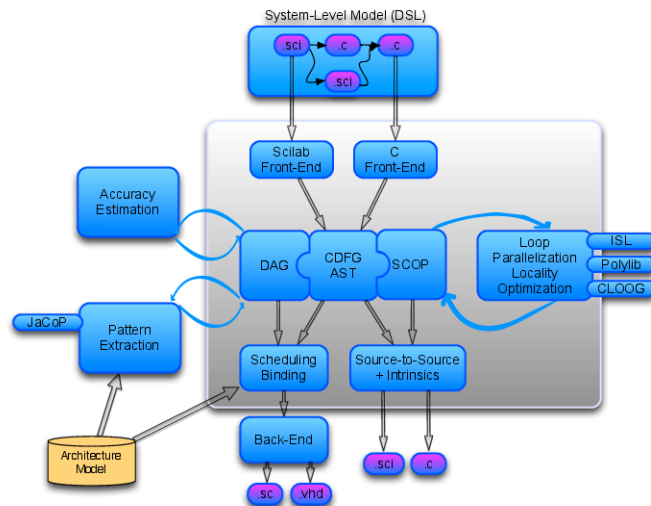 System-Level Model (DSL)
.sci
.c
.c
.sci
Scilab
Front-End
C
Front-End
Accuracy
Estimation
DAG
CDFG
AST
SCOP
Loop
Parallelization
Locality
Optimization
ISL
Polylib
CLOOG
JaCoP
Pattern
Extraction
Scheduling
Binding
Source-to-Source
+ Intrinsics
Architecture
Model
Back-End
.sci
.c
.sc
.vhd